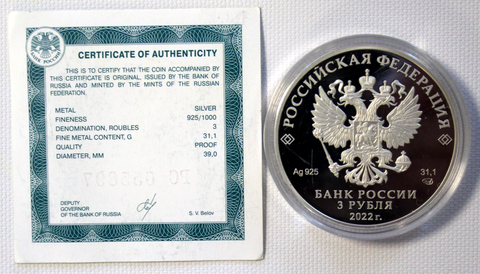 CERTIFICATE OF AUTHENTICITY
THIS IS TO CERTIFY THAT THE COIN ACCOMPANIED BY
THIS CERTIFICATE IS ORIGINAL, ISSUED BY THE BANK OF
RUSSIA AND MINTED BY THE MINTS OF THE RUSSIAN
FEDERATION.
METAL SILVER
FINENESS 925/1000
DENOMINATION, ROUBLES 3
FINE METAL CONTENT, G 31,1
QUALITY PROOF
DIAMETER, MM 39,0
DEPUTY
GOVERNOR
OF THE BANK OF RUSSIA S. V. Belov
РОССИЙСКАЯ ФЕДЕРАЦИЯ
Ag 925 31,1
БАНК РОССИИ
3 РУБЛЯ
2022 г.